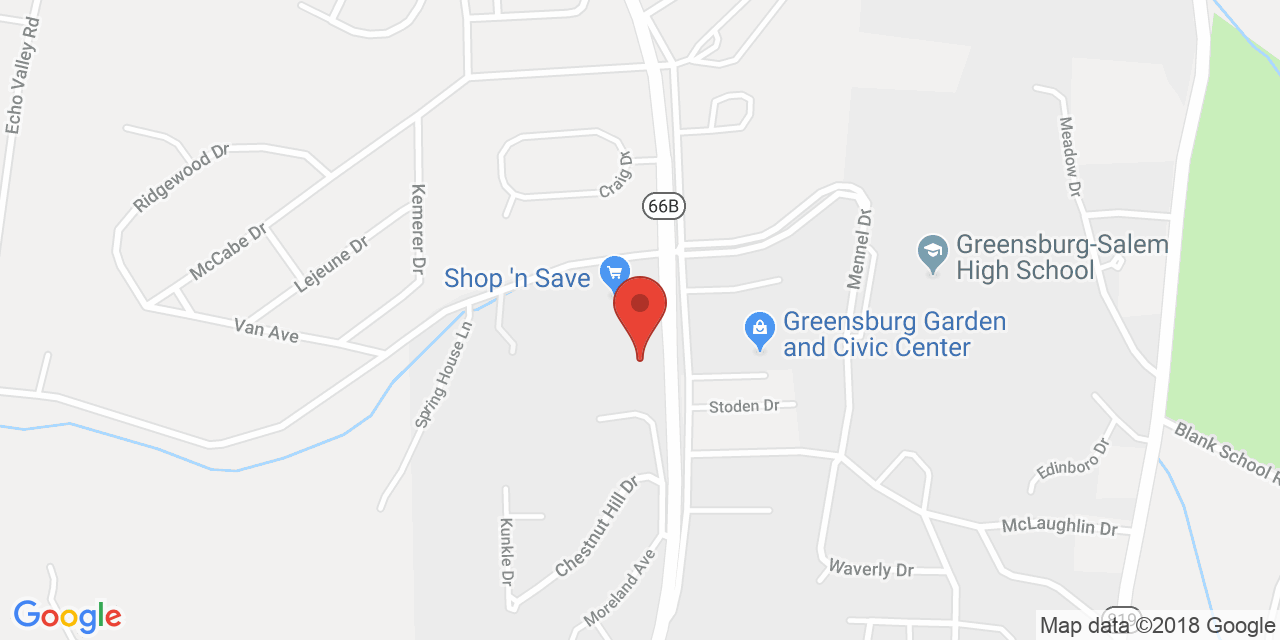 Echo Valley Rd
Ridgewood Dr
McCabe Dr
Lejeune Dr
Kemerer Dr
Van Ave
Craig Dr
66B
Shop 'n Save
Spring House Ln
Meadow Dr
Mennel Dr
Greensburg-Salem
High School
Greensburg Garden
and Civic Center
Stoden Dr
Blank School R
Edinboro Dr
McLaughlin Dr
Waverly Dr
Chestnut Hill Dr
Kunkle Dr
Moreland Ave
819
Google
Map data ©2018 Google